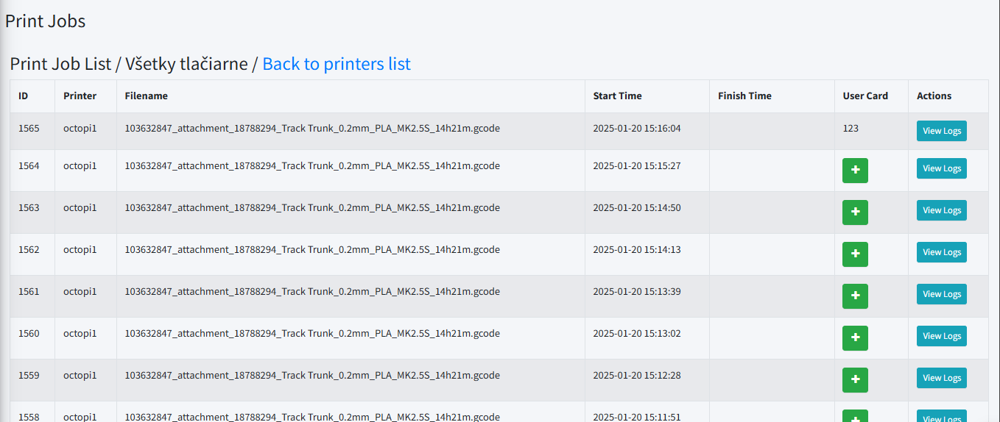 Print Jobs
Print Job List / Všetky tlačiarne / Back to printers list
ID Printer Filename Start Time Finish Time User Card Actions
1565 octopi1 103632847_attachment_18788294_Track Trunk_0.2mm_PLA_MK2.5S_14h21m.gcode 2025-01-20 15:16:04 123 View Logs
1564 octopi1 103632847_attachment_18788294_Track Trunk_0.2mm_PLA_MK2.5S_14h21m.gcode 2025-01-20 15:15:27 + View Logs
1563 octopi1 103632847_attachment_18788294_Track Trunk_0.2mm_PLA_MK2.5S_14h21m.gcode 2025-01-20 15:14:50 + View Logs
1562 octopi1 103632847_attachment_18788294_Track Trunk_0.2mm_PLA_MK2.5S_14h21m.gcode 2025-01-20 15:14:13 + View Logs
1561 octopi1 103632847_attachment_18788294_Track Trunk_0.2mm_PLA_MK2.5S_14h21m.gcode 2025-01-20 15:13:39 + View Logs
1560 octopi1 103632847_attachment_18788294_Track Trunk_0.2mm_PLA_MK2.5S_14h21m.gcode 2025-01-20 15:13:02 + View Logs
1559 octopi1 103632847_attachment_18788294_Track Trunk_0.2mm_PLA_MK2.5S_14h21m.gcode 2025-01-20 15:12:28 + View Logs
1558 octopi1 103632847_attachment_18788294_Track Trunk_0.2mm_PLA_MK2.5S_14h21m.gcode 2025-01-20 15:11:51 + View Logs